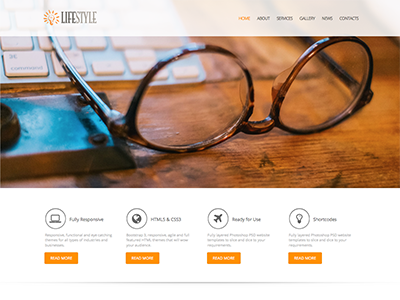 LIFESTYLE
HOME ABOUT SERVICES GALLERY NEWS CONTACTS
Fully Responsive
Responsive, functional and eye catching
themes for all types of industries and
businesses.
READ MORE
HTML5 & CSS3
Bootstrap 3, responsive, agile and full
featured HTML themes that will wow
your audience.
READ MORE
Ready for Use
Fully layered Photoshop PSD website
templates to slice and dice to your
requirements.
READ MORE
Shortcodes
Fully layered Photoshop PSD website
templates to slice and dice to your
requirements.
READ MORE